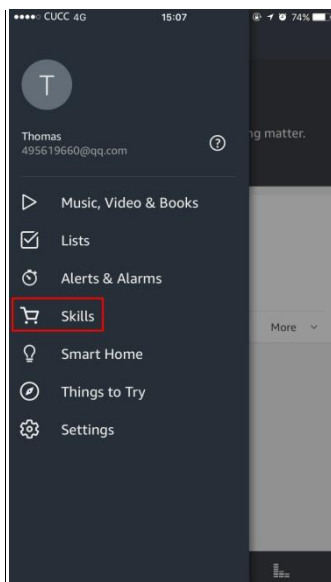 CUCC 4G 15:07 74%
T
Thomas
495619660@qq.com
ng matter.
Music, Video & Books
Lists
Alerts & Alarms
Skills
More
Smart Home
Things to Try
Settings